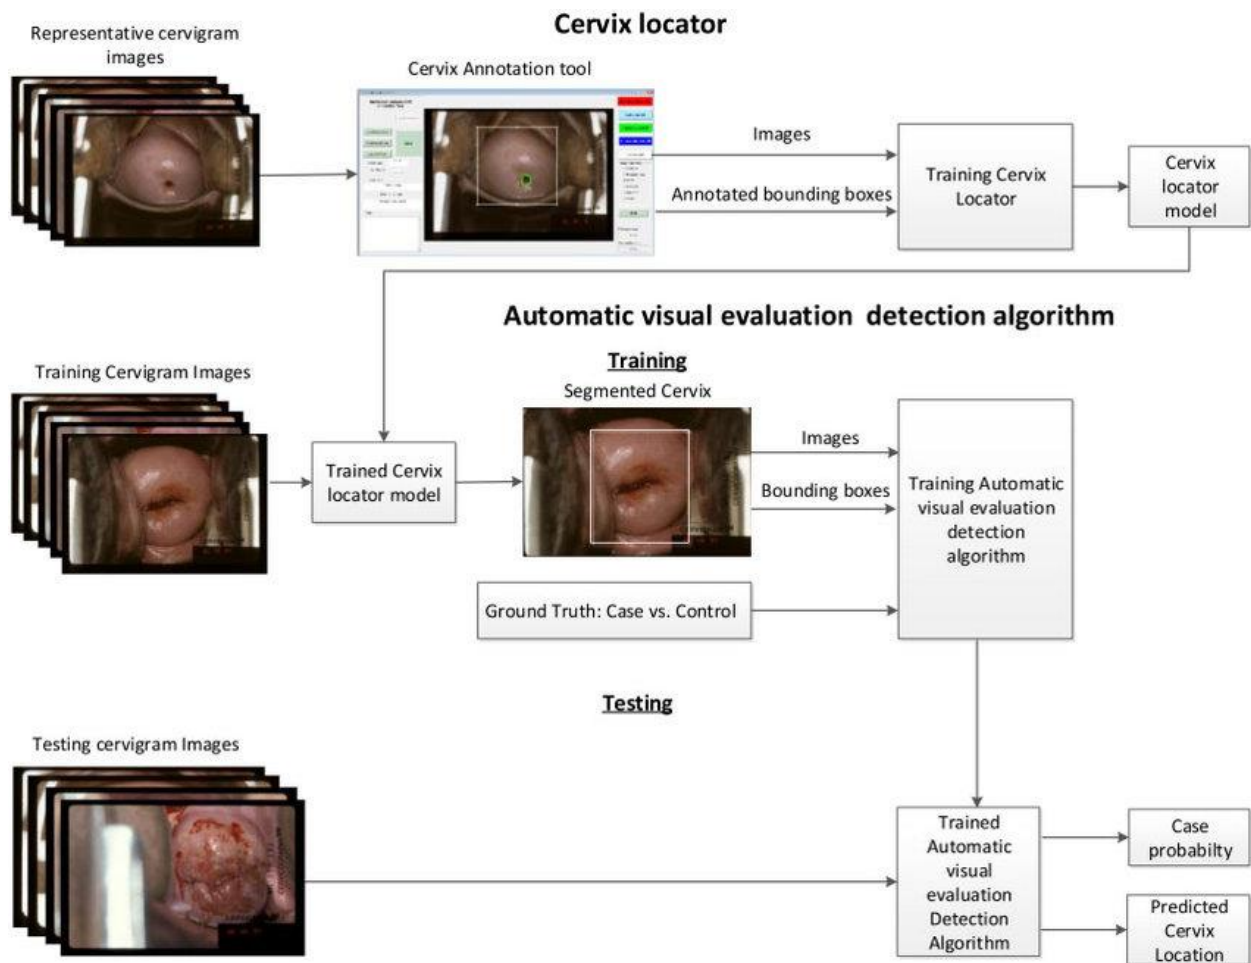 Cervix locator
Representative cervigram
images
Cervix Annotation tool
Images
Annotated bounding boxes
Training Cervix
Locator
Cervix
locator
model
Automatic visual evaluation detection algorithm
Training
Training Cervigram Images
Segmented Cervix
Trained Cervix
locator model
Images
Bounding boxes
Training Automatic
visual evaluation
detection
algorithm
Ground Truth: Case vs. Control
Testing
Testing cervigram Images
Trained
Automatic
visual
evaluation
Detection
Algorithm
Case
probabilty
Predicted
Cervix
Location